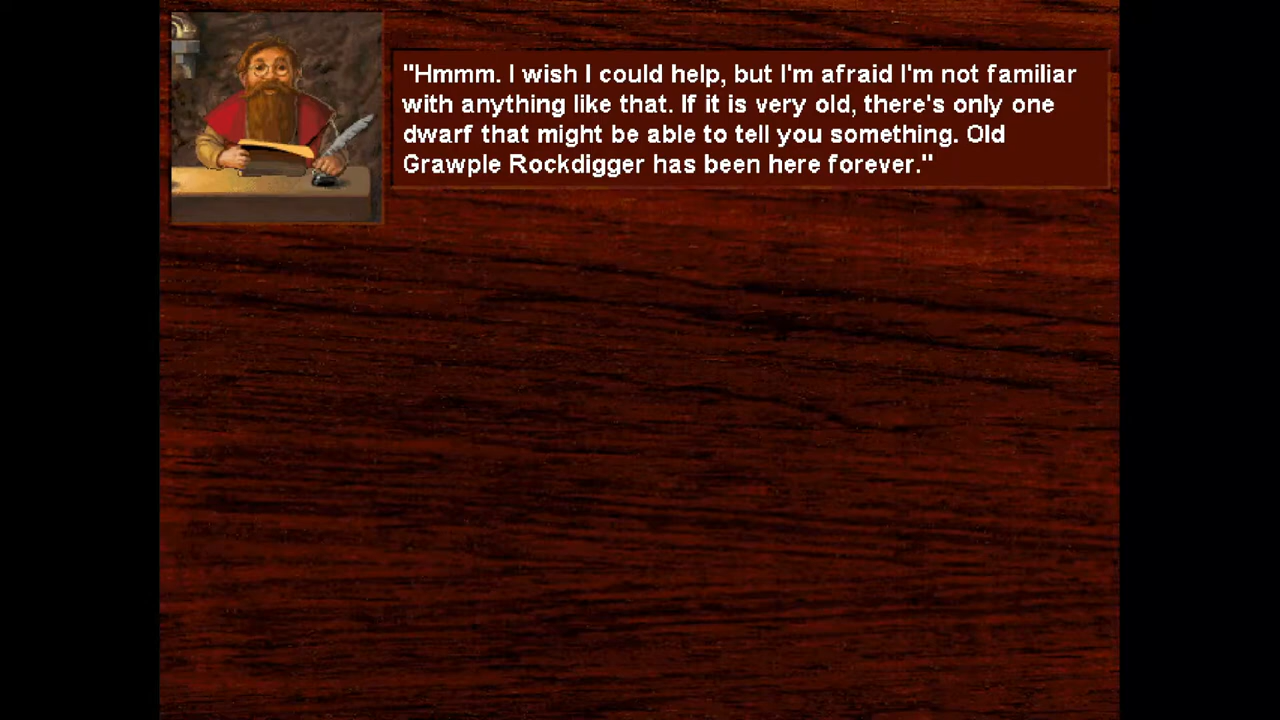 "Hmmm. I wish I could help, but I'm afraid I'm not familiar
with anything like that. If it is very old, there's only one
dwarf that might be able to tell you something. Old
Grawple Rockdigger has been here forever."